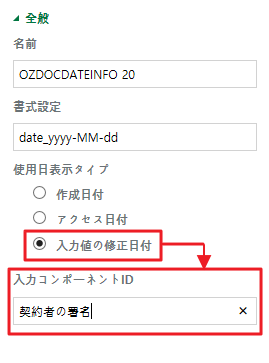 全般
名前
OZDOCDATEINFO 20
書式設定
date_yyyy-MM-dd
使用日表示タイプ
作成日付
アクセス日付
入力値の修正日付
入力コンポーネントID
契約者の署名